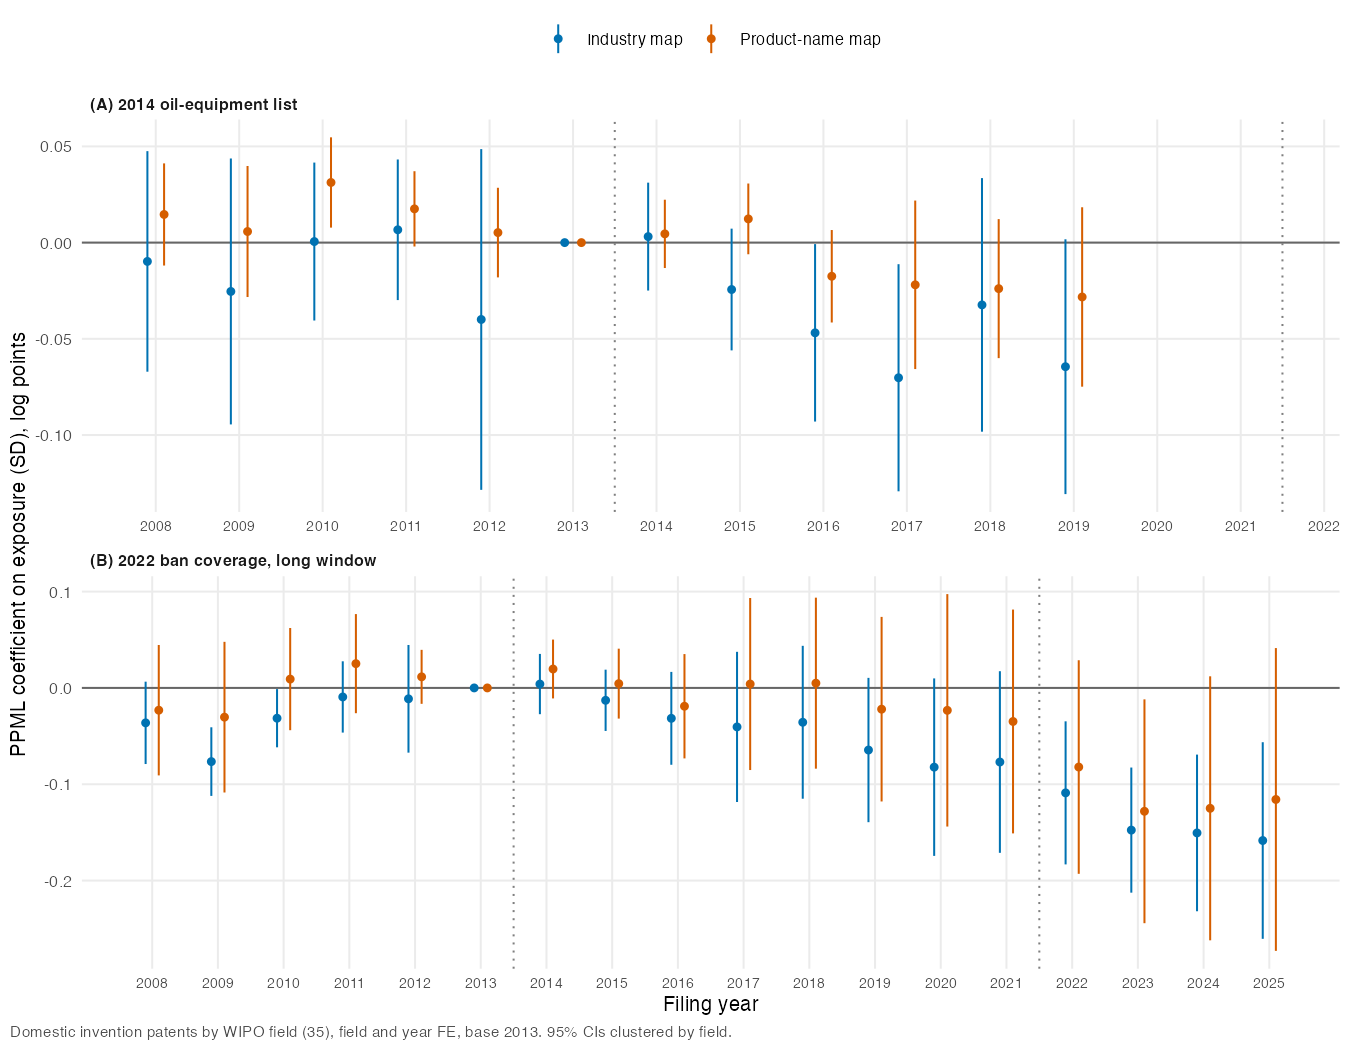 Industry map
Product-name map
(A) 2014 oil-equipment list
0.05
0.00
-0.05
-0.10
2008 2009 2010 2011 2012 2013 2014 2015 2016 2017 2018 2019 2020 2021 2022
PPML coefficient on exposure (SD), log points
(B) 2022 ban coverage, long window
0.1
0.0
-0.1
-0.2
2008 2009 2010 2011 2012 2013 2014 2015 2016 2017 2018 2019 2020 2021 2022 2023 2024 2025
Filing year
Domestic invention patents by WIPO field (35), field and year FE, base 2013. 95% CIs clustered by field.